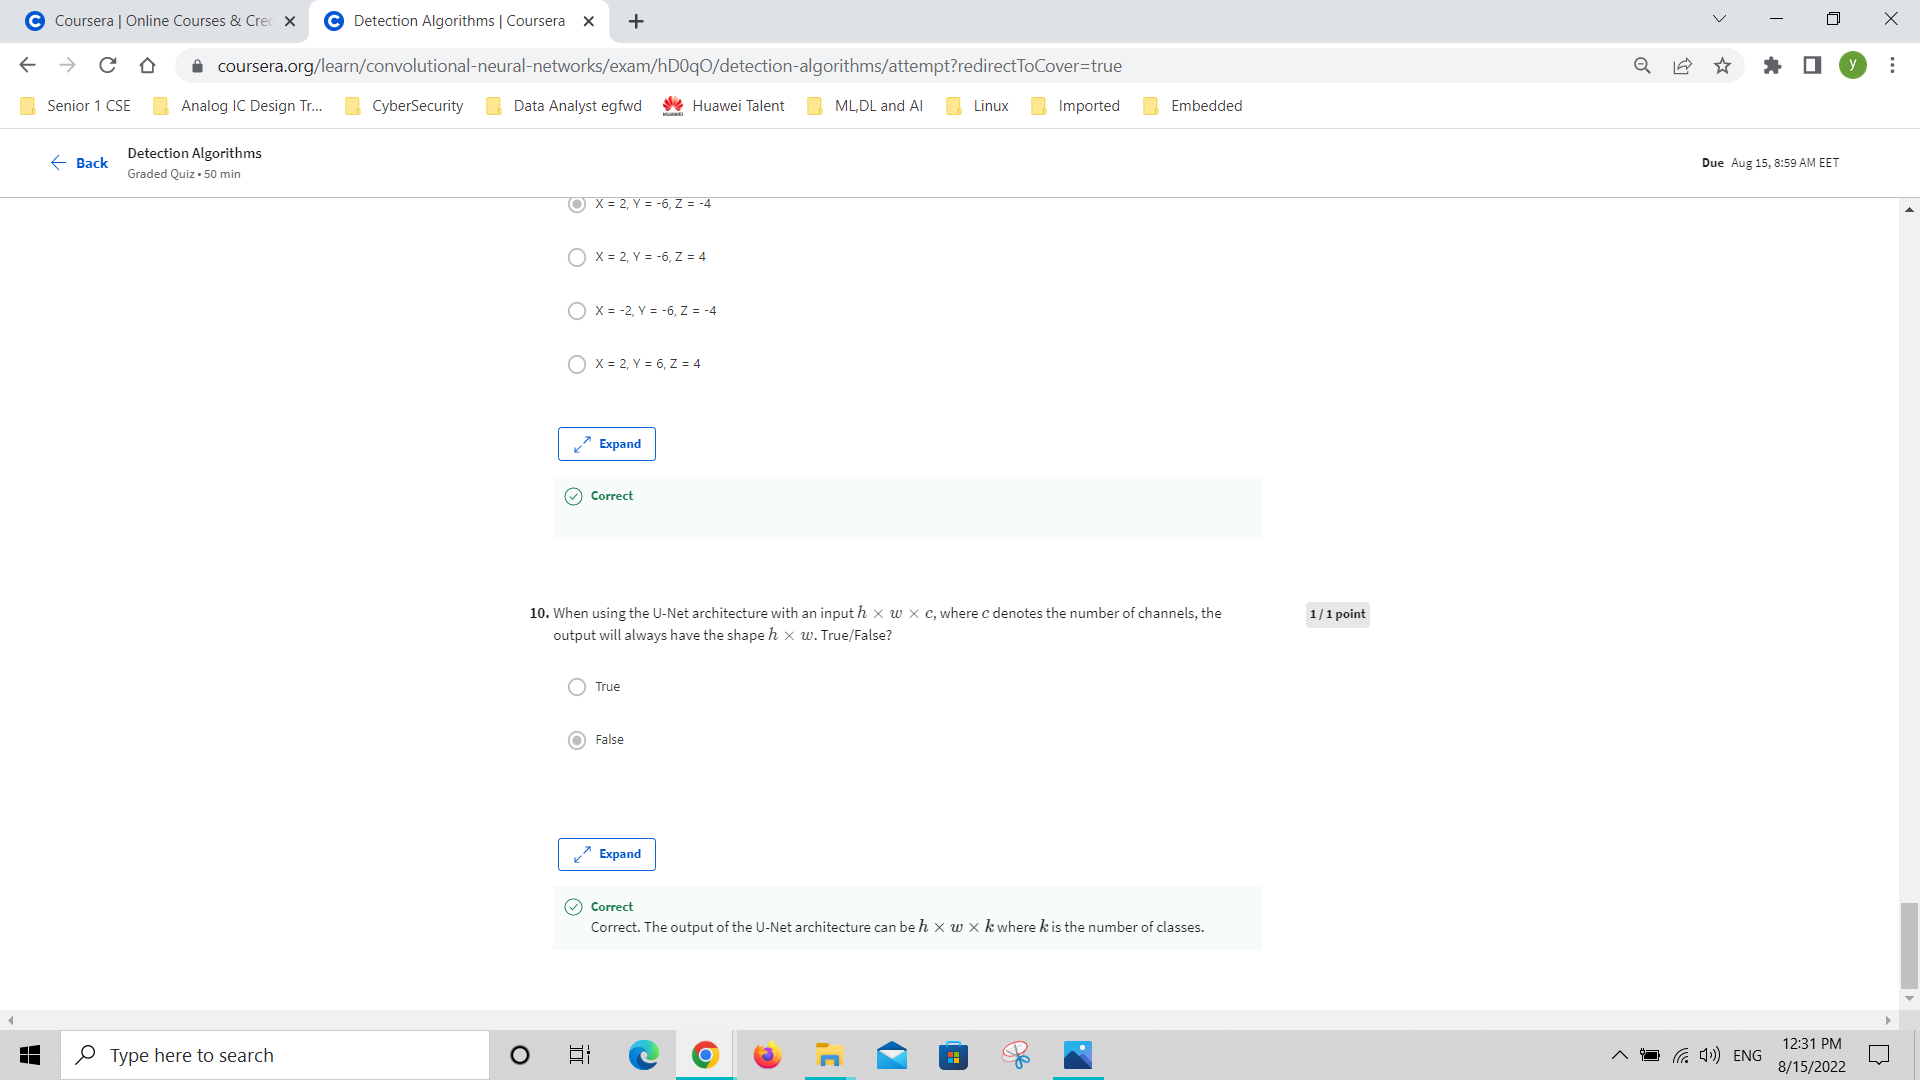 Coursera | Online Courses & Crec
Detection Algorithms | Coursera
coursera.org/learn/convolutional-neural-networks/exam/hD0qO/detection-algorithms/attempt?redirectToCover=true
y
Senior 1 CSE
Analog IC Design Tr...
CyberSecurity
Data Analyst egfwd
Huawei Talent
ML,DL and AI
Linux
Imported
Embedded
Back
Detection Algorithms
Graded Quiz • 50 min
Due Aug 15, 8:59 AM EET
X = 2, Y = -6, Z = -4
X = 2, Y = -6, Z = 4
X = -2, Y = -6, Z = -4
X = 2, Y = 6, Z = 4
Expand
Correct
10. When using the U-Net architecture with an input h × w × c, where c denotes the number of channels, the
output will always have the shape h × w. True/False?
1 / 1 point
True
False
Expand
Correct
Correct. The output of the U-Net architecture can be h × w × k where k is the number of classes.
Type here to search
ENG
12:31 PM
8/15/2022